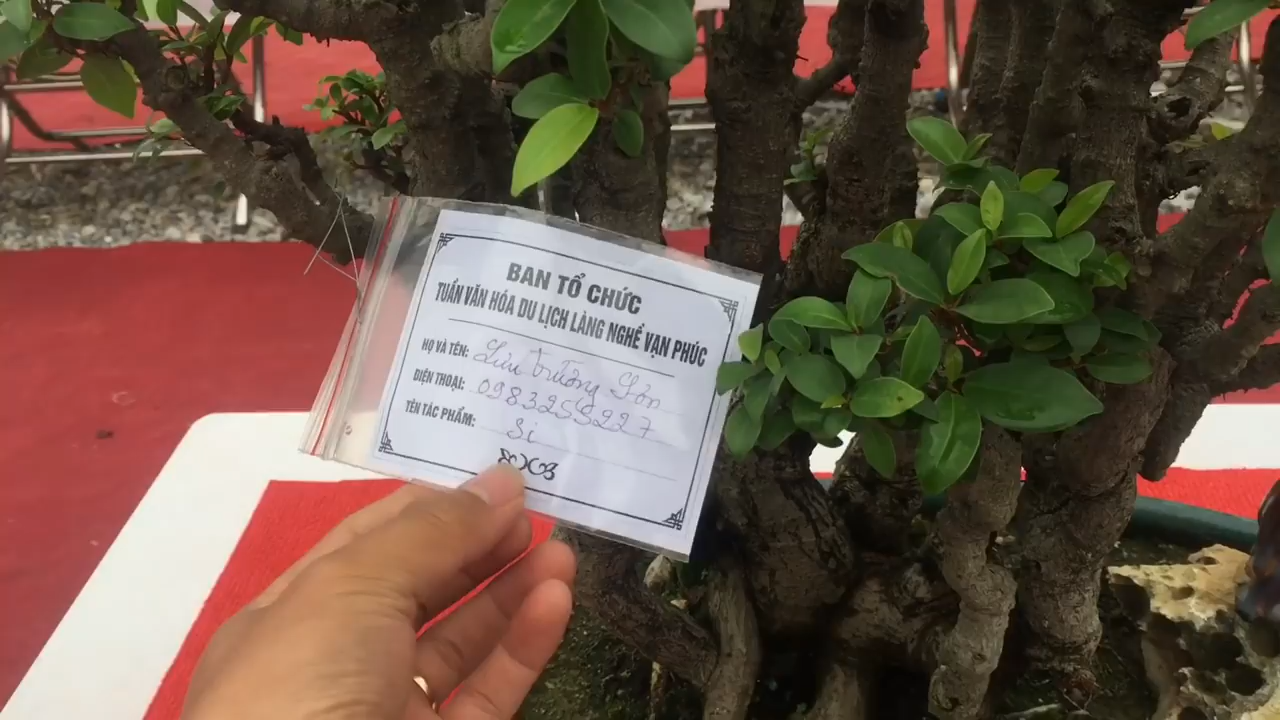 BAN TỔ CHỨC
TUẦN VĂN HÓA DU LỊCH LÀNG NGHỀ VẠN PHÚC
HỌ VÀ TÊN: Lưu Trường Sơn
ĐIỆN THOẠI: 0983255227
TÊN TÁC PHẨM: Si